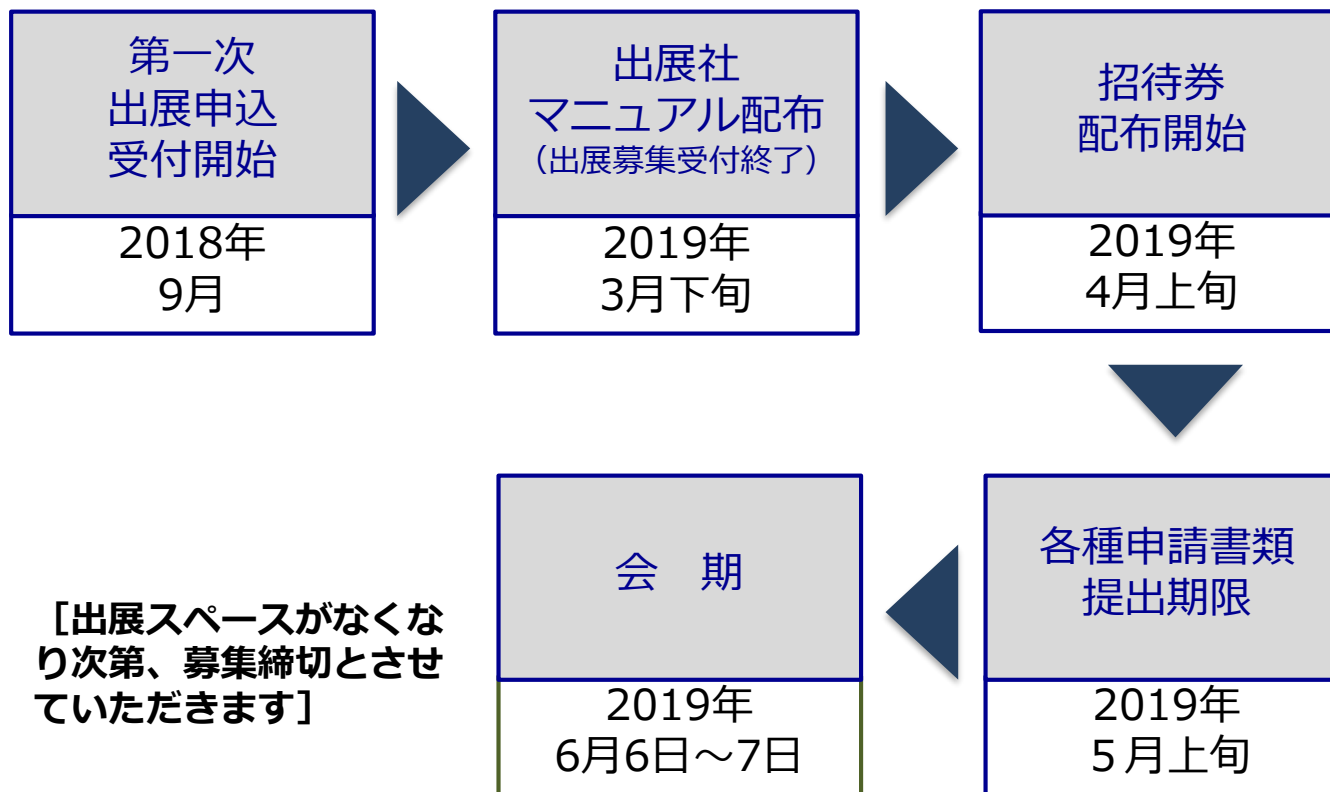 第一次
出展申込
受付開始
2018年
9月
出展社
マニュアル配布
（出展募集受付終了）
2019年
3月下旬
招待券
配布開始
2019年
4月上旬
各種申請書類
提出期限
2019年
５月上旬
会　期
2019年
6月6日～7日
［出展スペースがなくな
り次第、募集締切とさせ
ていただきます］